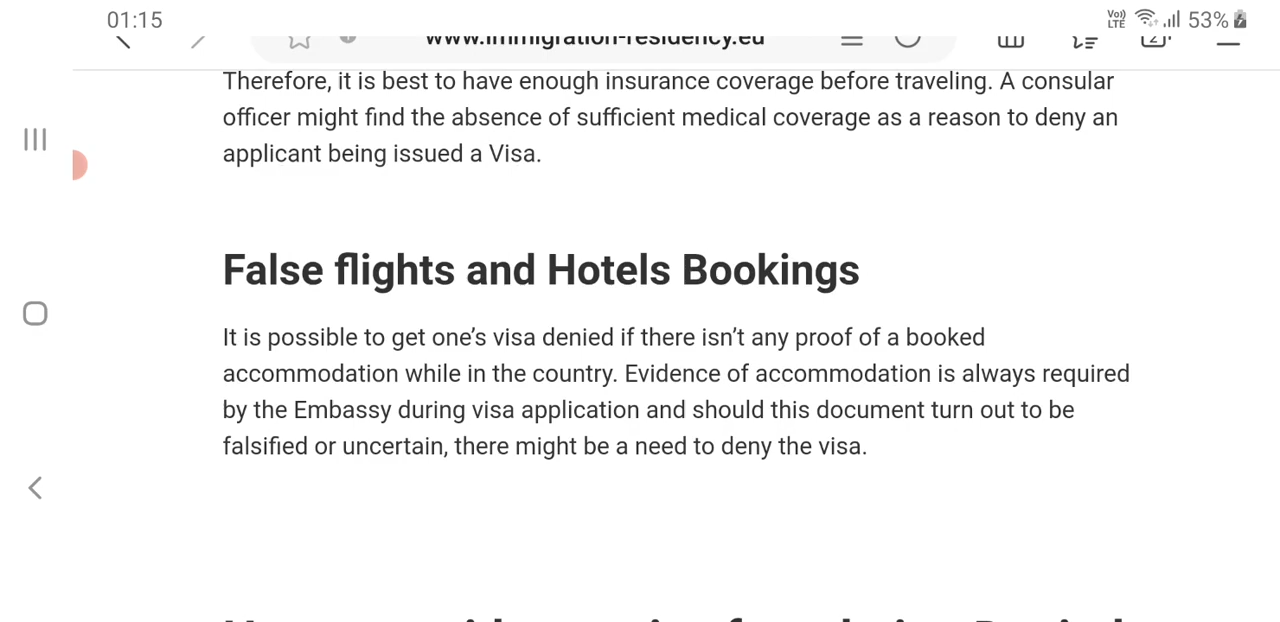 01:15
Vo))
LTE
53%
www.immigration-residency.eu
2
Therefore, it is best to have enough insurance coverage before traveling. A consular
officer might find the absence of sufficient medical coverage as a reason to deny an
applicant being issued a Visa.
False flights and Hotels Bookings
It is possible to get one’s visa denied if there isn’t any proof of a booked
accommodation while in the country. Evidence of accommodation is always required
by the Embassy during visa application and should this document turn out to be
falsified or uncertain, there might be a need to deny the visa.